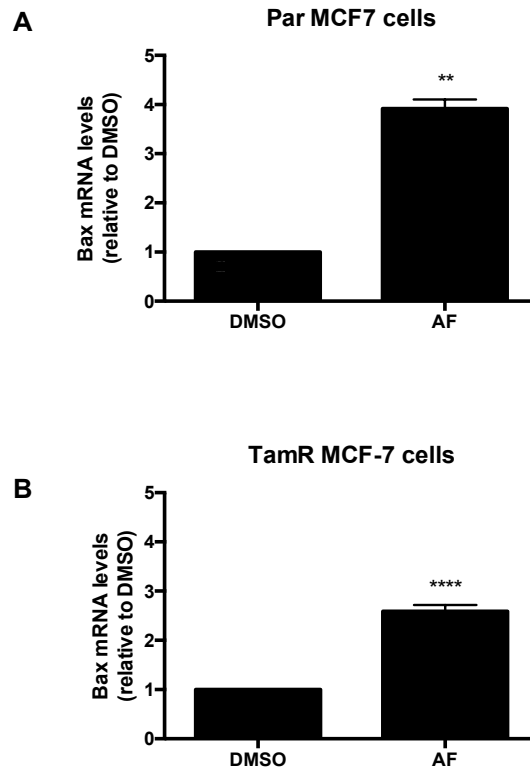 A
Par MCF7 cells
Bax mRNA levels
(relative to DMSO)
5
4
3
2
1
0
**
DMSO
AF
TamR MCF-7 cells
B
Bax mRNA levels
(relative to DMSO)
5
4
3
2
1
0
****
DMSO
AF